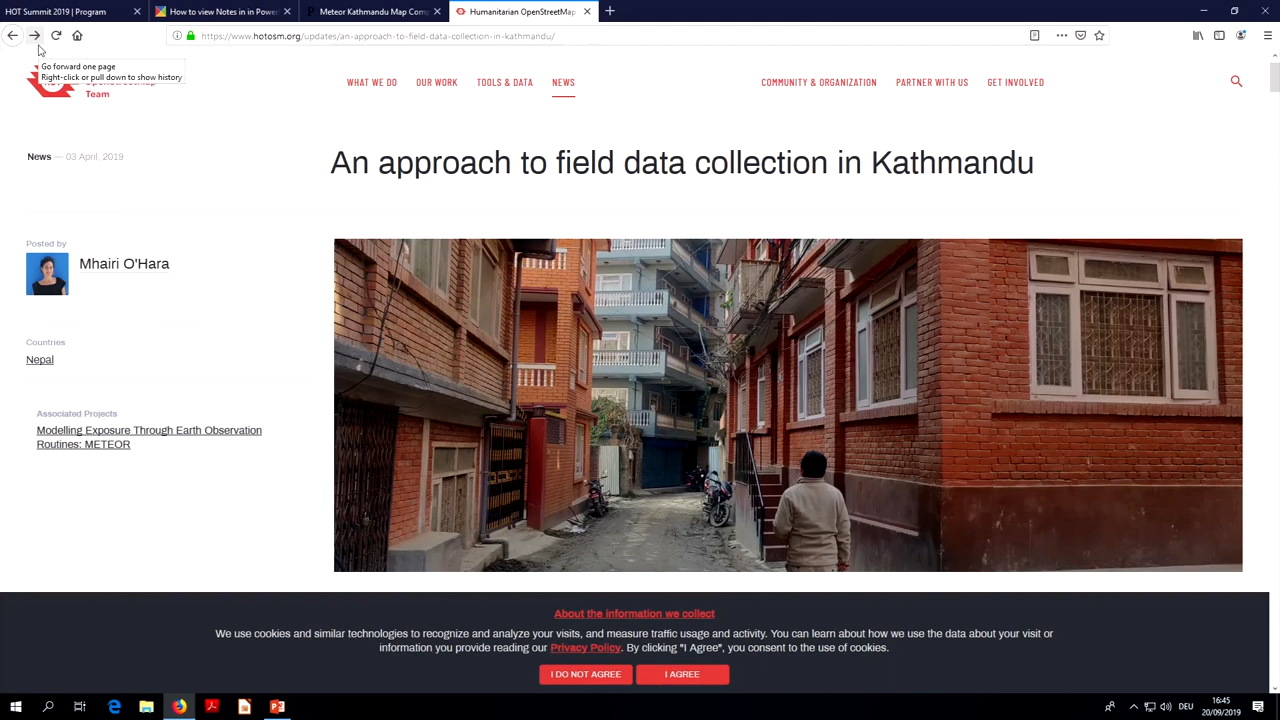 HOT Summit 2019 | Program
How to view Notes in in Powe
Meteor Kathmandu Map Comp
Humanitarian OpenStreetMap
https://www.hotosm.org/updates/an-approach-to-field-data-collection-in-kathmandu/
Go forward one page
Right-click or pull down to show history
Team
WHAT WE DO
OUR WORK
TOOLS & DATA
NEWS
COMMUNITY & ORGANIZATION
PARTNER WITH US
GET INVOLVED
News — 03 April, 2019
An approach to field data collection in Kathmandu
Posted by
Mhairi O'Hara
Countries
Nepal
Associated Projects
Modelling Exposure Through Earth Observation
Routines: METEOR
About the information we collect
We use cookies and similar technologies to recognize and analyze your visits, and measure traffic usage and activity. You can learn about how we use the data about your visit or
information you provide reading our Privacy Policy. By clicking "I Agree", you consent to the use of cookies.
I DO NOT AGREE
I AGREE
DEU
16:45
20/09/2019